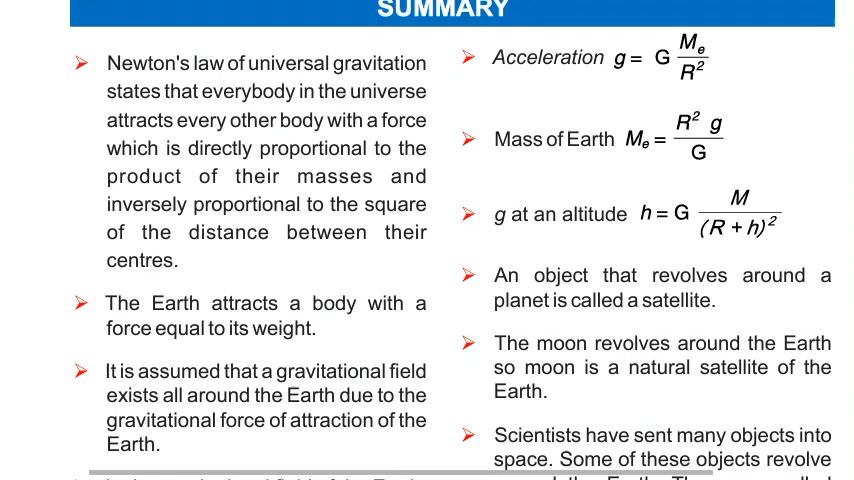 SUMMARY
➢ Newton's law of universal gravitation
states that everybody in the universe
attracts every other body with a force
which is directly proportional to the
product of their masses and
inversely proportional to the square
of the distance between their
centres.
➢ The Earth attracts a body with a
force equal to its weight.
➢ It is assumed that a gravitational field
exists all around the Earth due to the
gravitational force of attraction of the
Earth.
➢ Acceleration g = G Mₑ / R²
➢ Mass of Earth Mₑ = R² g / G
➢ g at an altitude h = G M / (R + h)²
➢ An object that revolves around a
planet is called a satellite.
➢ The moon revolves around the Earth
so moon is a natural satellite of the
Earth.
➢ Scientists have sent many objects into
space. Some of these objects revolve